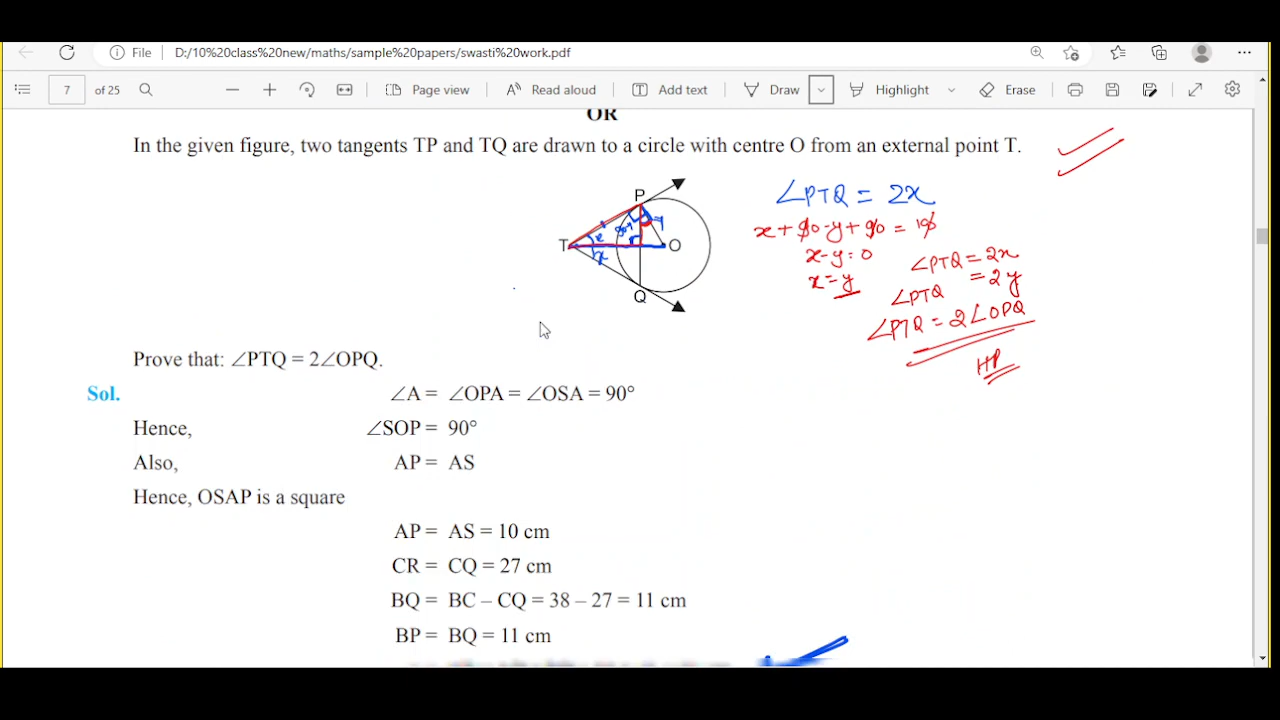 File D:/10%20class%20new/maths/sample%20papers/swasti%20work.pdf
7 of 25 Page view Read aloud Add text Draw Highlight Erase
OR
In the given figure, two tangents TP and TQ are drawn to a circle with centre O from an external point T.
P
T
O
Q
x
x
y
90-y
∠PTQ = 2x
x + 90-y + 90 = 180
x-y=0
x=y
∠PTQ = 2x
= 2y
∠PTQ
∠PTQ = 2∠OPQ
HP
Prove that: ∠PTQ = 2∠OPQ.
Sol. ∠A = ∠OPA = ∠OSA = 90°
Hence, ∠SOP = 90°
Also, AP = AS
Hence, OSAP is a square
AP = AS = 10 cm
CR = CQ = 27 cm
BQ = BC – CQ = 38 – 27 = 11 cm
BP = BQ = 11 cm